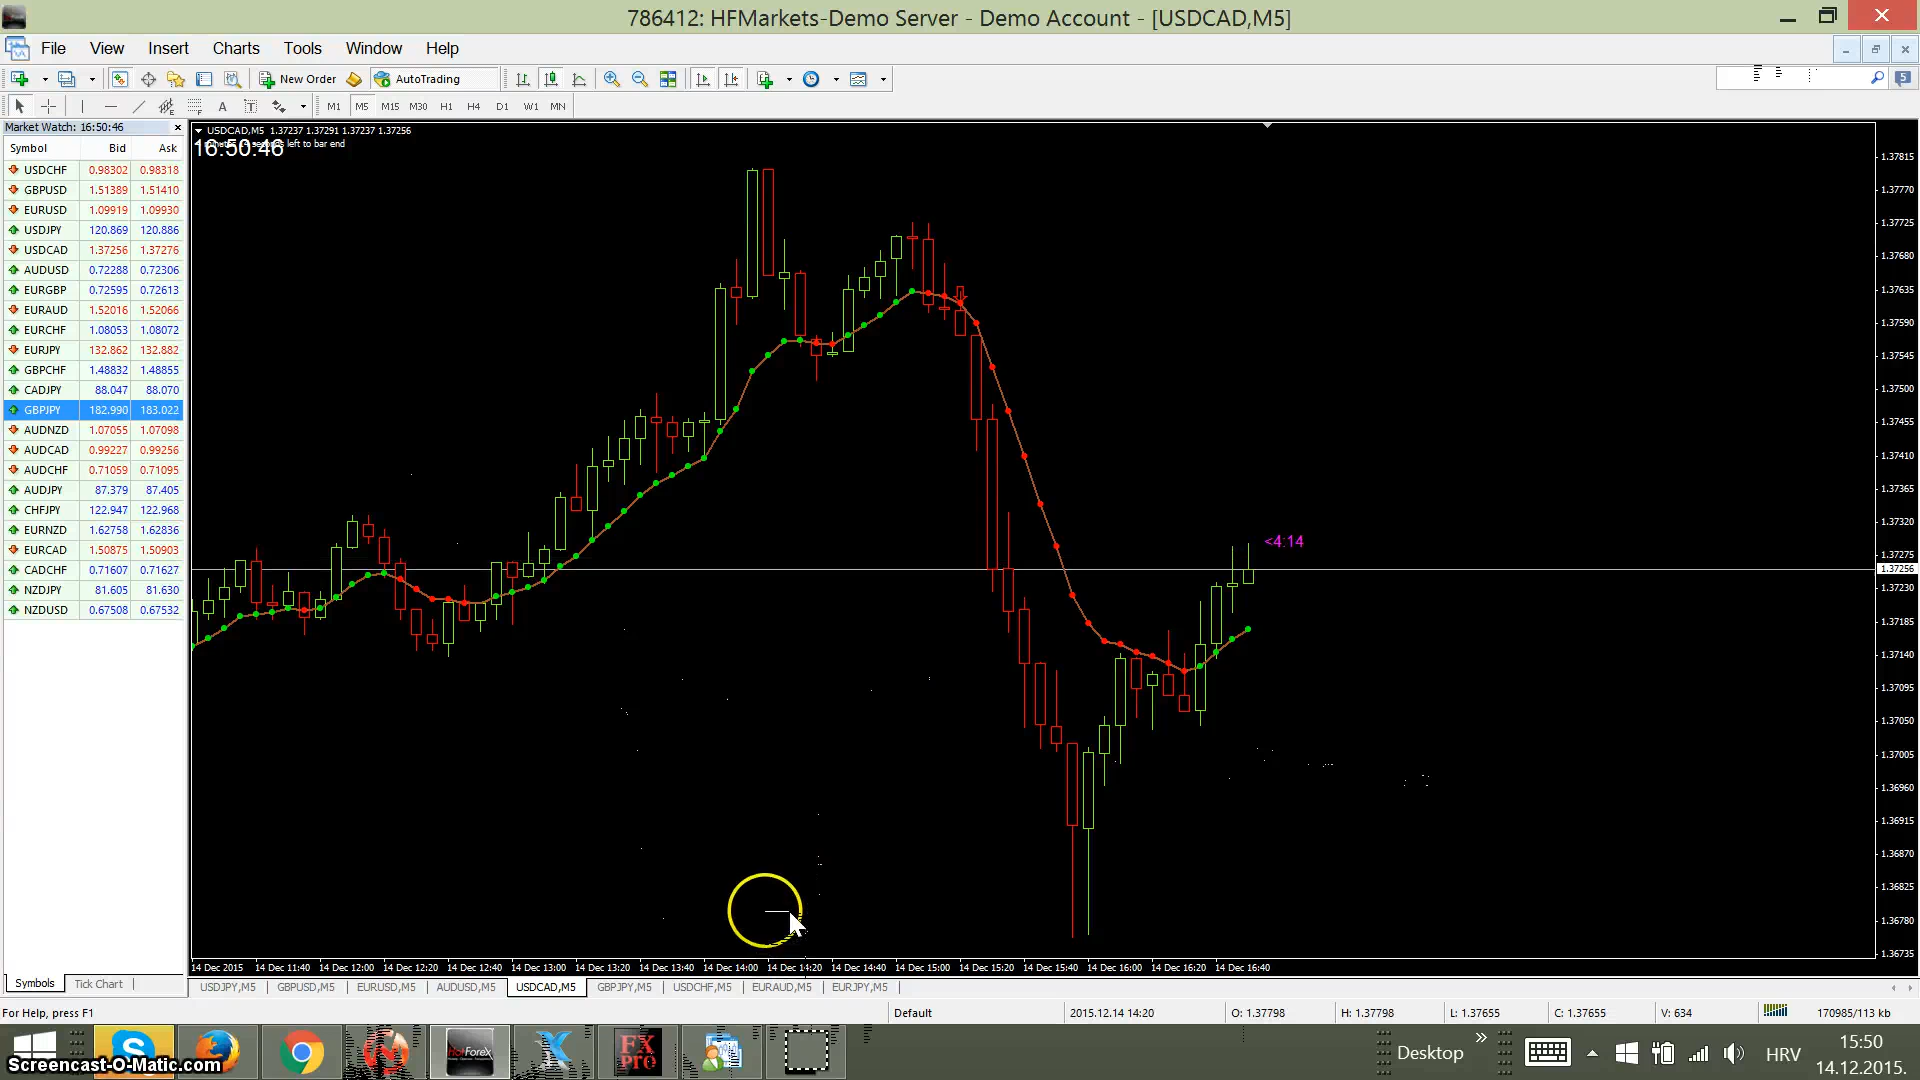 786412: HFMarkets-Demo Server - Demo Account - [USDCAD,M5]
File View Insert Charts Tools Window Help
New Order AutoTrading 5
A T M1 M5 M15 M30 H1 H4 D1 W1 MN
Market Watch: 16:50:46
Symbol Bid Ask
USDCHF 0.98302 0.98318
GBPUSD 1.51389 1.51410
EURUSD 1.09919 1.09930
USDJPY 120.869 120.886
USDCAD 1.37256 1.37276
AUDUSD 0.72288 0.72306
EURGBP 0.72595 0.72613
EURAUD 1.52016 1.52066
EURCHF 1.08053 1.08072
EURJPY 132.862 132.882
GBPCHF 1.48832 1.48855
CADJPY 88.047 88.070
GBPJPY 182.990 183.022
AUDNZD 1.07055 1.07098
AUDCAD 0.99227 0.99256
AUDCHF 0.71059 0.71095
AUDJPY 87.379 87.405
CHFJPY 122.947 122.968
EURNZD 1.62758 1.62836
EURCAD 1.50875 1.50903
CADCHF 0.71607 0.71627
NZDJPY 81.605 81.630
NZDUSD 0.67508 0.67532
Symbols Tick Chart
USDCAD,M5 1.37237 1.37291 1.37237 1.37256
16:50:46
left to bar end
<4:14
1.37815
1.37770
1.37725
1.37680
1.37635
1.37590
1.37545
1.37500
1.37455
1.37410
1.37365
1.37320
1.37275
1.37256
1.37230
1.37185
1.37140
1.37095
1.37050
1.37005
1.36960
1.36915
1.36870
1.36825
1.36780
1.36735
14 Dec 2015 14 Dec 11:40 14 Dec 12:00 14 Dec 12:20 14 Dec 12:40 14 Dec 13:00 14 Dec 13:20 14 Dec 13:40 14 Dec 14:00 14 Dec 14:20 14 Dec 14:40 14 Dec 15:00 14 Dec 15:20 14 Dec 15:40 14 Dec 16:00 14 Dec 16:20 14 Dec 16:40
USDJPY,M5 GBPUSD,M5 EURUSD,M5 AUDUSD,M5 USDCAD,M5 GBPJPY,M5 USDCHF,M5 EURAUD,M5 EURJPY,M5
For Help, press F1 Default 2015.12.14 14:20 O: 1.37798 H: 1.37798 L: 1.37655 C: 1.37655 V: 634 170985/113 kb
HotForex FX Pro Desktop HRV
15:50
14.12.2015.
Screencast-O-Matic.com